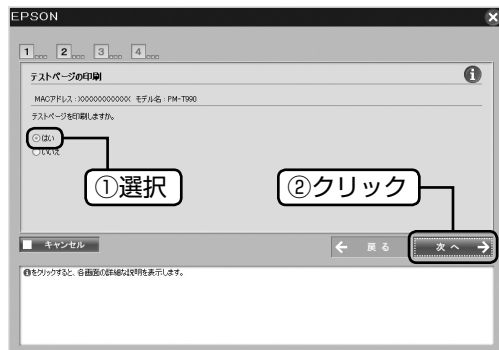 EPSON
1 2 3 4
テストページの印刷
MACアドレス：XXXXXXXXXXXX モデル名：PM-T990
テストページを印刷しますか。
はい
いいえ
①選択
②クリック
キャンセル
戻る
次へ
をクリックすると、各画面の詳細な説明を表示します。